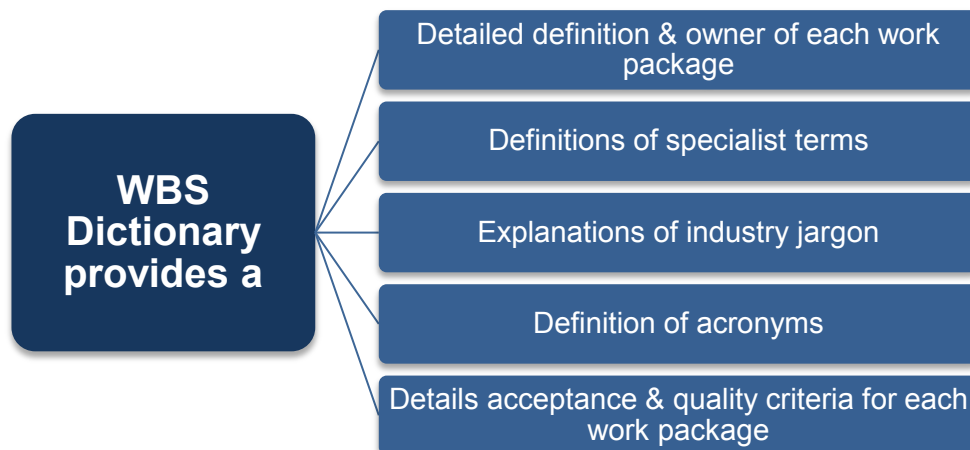 WBS
Dictionary
provides a
Detailed definition & owner of each work
package
Definitions of specialist terms
Explanations of industry jargon
Definition of acronyms
Details acceptance & quality criteria for each
work package